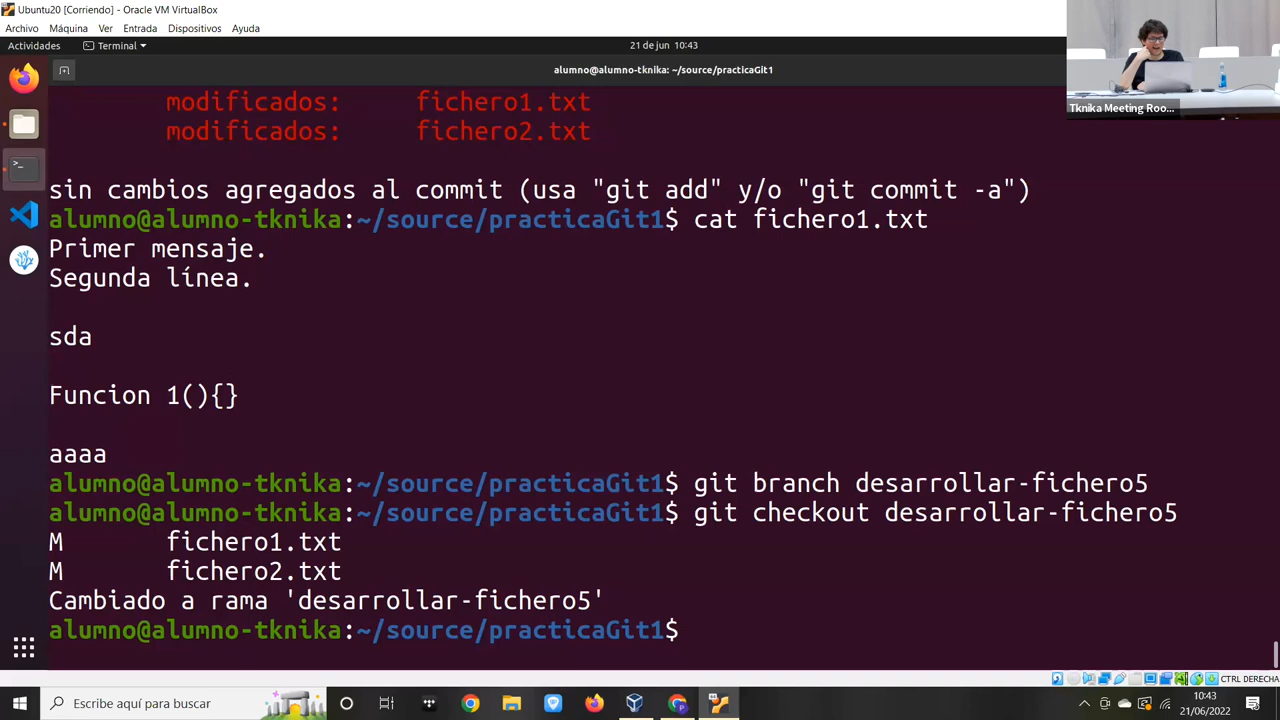 Ubuntu20 [Corriendo] - Oracle VM VirtualBox
Archivo Máquina Ver Entrada Dispositivos Ayuda
Actividades Terminal 21 de jun 10:43
alumno@alumno-tknika: ~/source/practicaGit1
Tknika Meeting Roo...
modificados: fichero1.txt
modificados: fichero2.txt
sin cambios agregados al commit (usa "git add" y/o "git commit -a")
alumno@alumno-tknika:~/source/practicaGit1$ cat fichero1.txt
Primer mensaje.
Segunda línea.
sda
Funcion 1(){}
aaaa
alumno@alumno-tknika:~/source/practicaGit1$ git branch desarrollar-fichero5
alumno@alumno-tknika:~/source/practicaGit1$ git checkout desarrollar-fichero5
M fichero1.txt
M fichero2.txt
Cambiado a rama 'desarrollar-fichero5'
alumno@alumno-tknika:~/source/practicaGit1$
CTRL DERECHA
Escribe aquí para buscar
10:43
21/06/2022